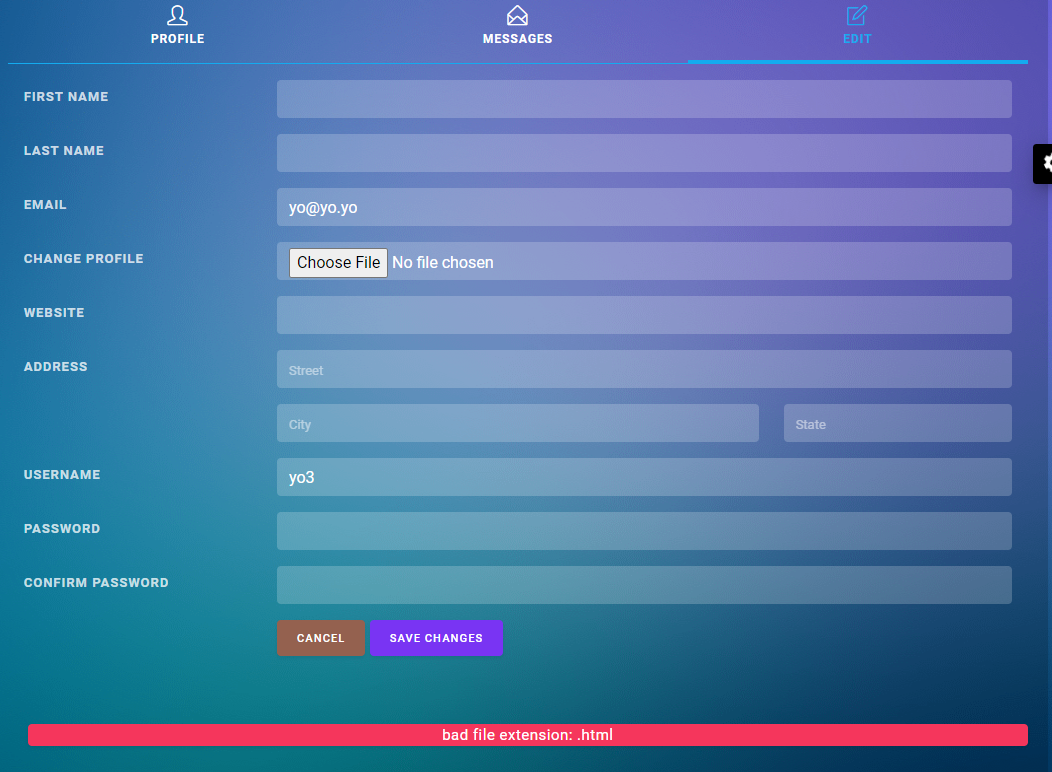 PROFILE MESSAGES EDIT
FIRST NAME
LAST NAME
EMAIL yo@yo.yo
CHANGE PROFILE Choose File No file chosen
WEBSITE
ADDRESS Street
City State
USERNAME yo3
PASSWORD
CONFIRM PASSWORD
CANCEL SAVE CHANGES
bad file extension: .html